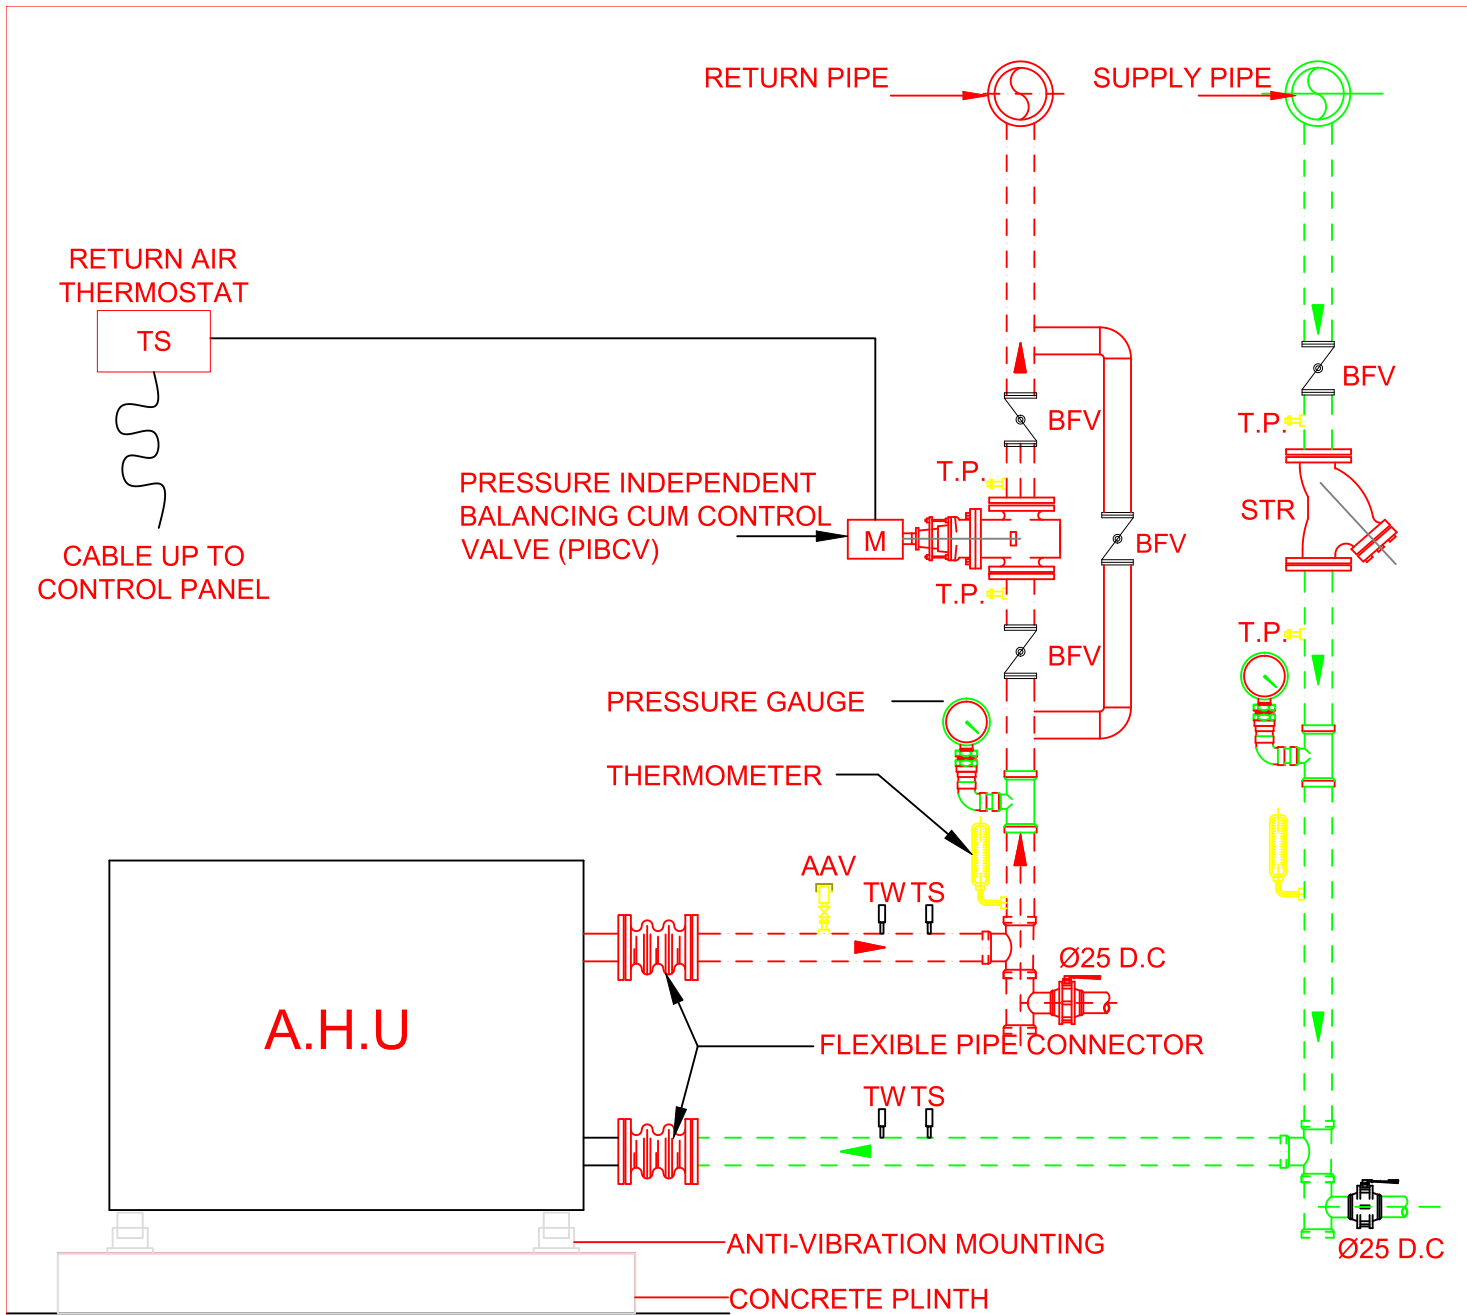 RETURN PIPE
SUPPLY PIPE
RETURN AIR
THERMOSTAT
TS
BFV
BFV
T.P.
T.P.
PRESSURE INDEPENDENT
BALANCING CUM CONTROL
VALVE (PIBCV)
M
STR
BFV
CABLE UP TO
CONTROL PANEL
T.P.
T.P.
BFV
PRESSURE GAUGE
THERMOMETER
AAV
TW TS
Ø25 D.C
A.H.U
FLEXIBLE PIPE CONNECTOR
TW TS
ANTI-VIBRATION MOUNTING
Ø25 D.C
CONCRETE PLINTH